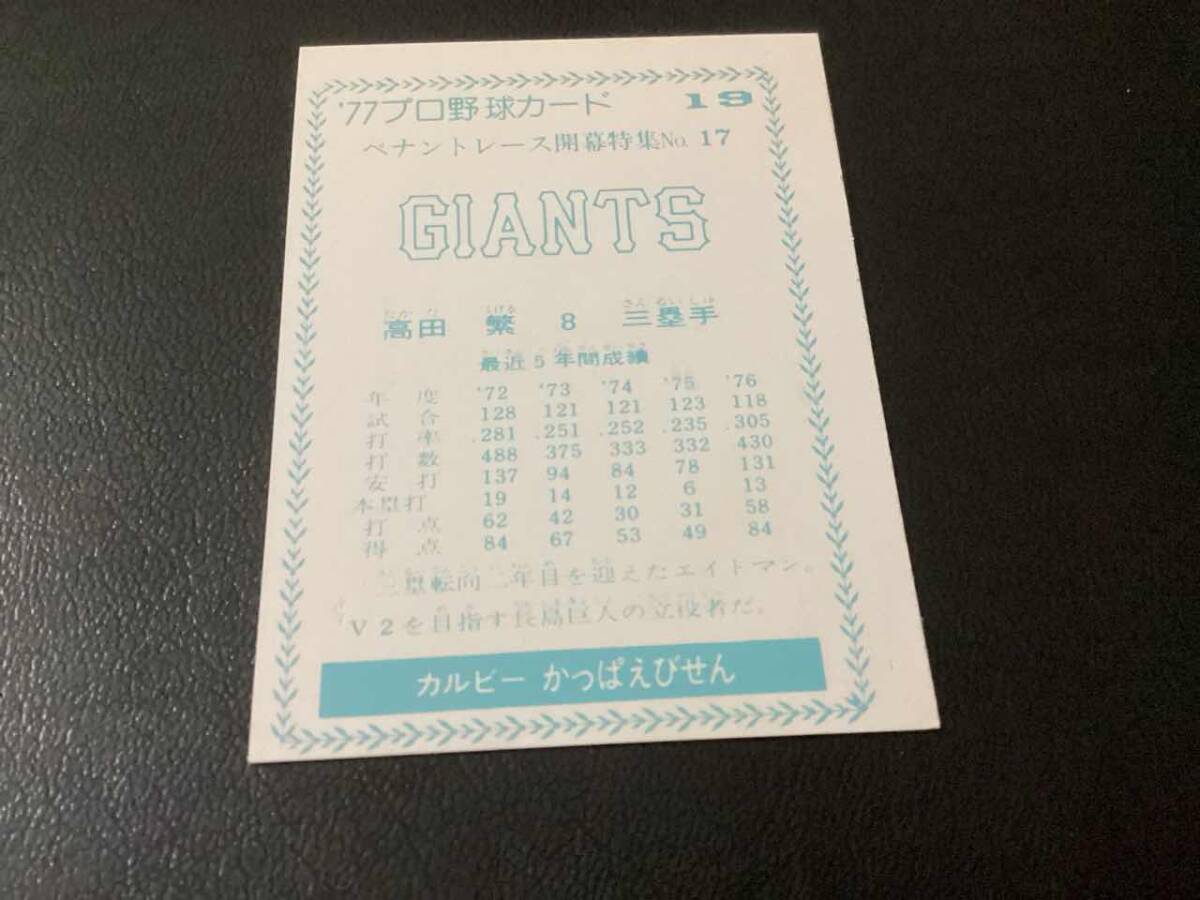 '77プロ野球カード 19
ペナントレース開幕特集No. 17
GIANTS
高田 繁 8 三塁手
最近5年間成績
年度 '72 '73 '74 '75 '76
試合 128 121 121 123 118
打率 .281 .251 .252 .235 .305
打数 488 375 333 332 430
安打 137 94 84 78 131
本塁打 19 14 12 6 13
打点 62 42 30 31 58
得点 84 67 53 49 84
三塁転向二年目を迎えたエイトマン。
V2を目指す長島巨人の立役者だ。
カルビー かっぱえびせん